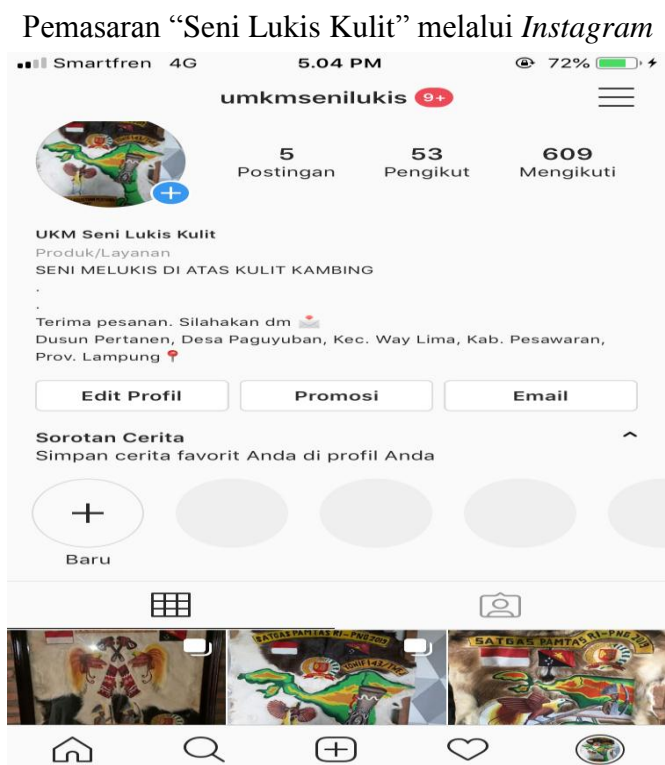 Pemasaran “Seni Lukis Kulit” melalui Instagram
Smartfren 4G 5.04 PM 72%
umkmsenilukis 9+
5 53 609
Postingan Pengikut Mengikuti
UKM Seni Lukis Kulit
Produk/Layanan
SENI MELUKIS DI ATAS KULIT KAMBING
.
.
Terima pesanan. Silahakan dm
Dusun Pertanen, Desa Paguyuban, Kec. Way Lima, Kab. Pesawaran,
Prov. Lampung
Edit Profil Promosi Email
Sorotan Cerita
Simpan cerita favorit Anda di profil Anda
Baru
SATGAS PAMTAS RI-PNG 2013
SATGAS PAMTAS RI-PNG 2013